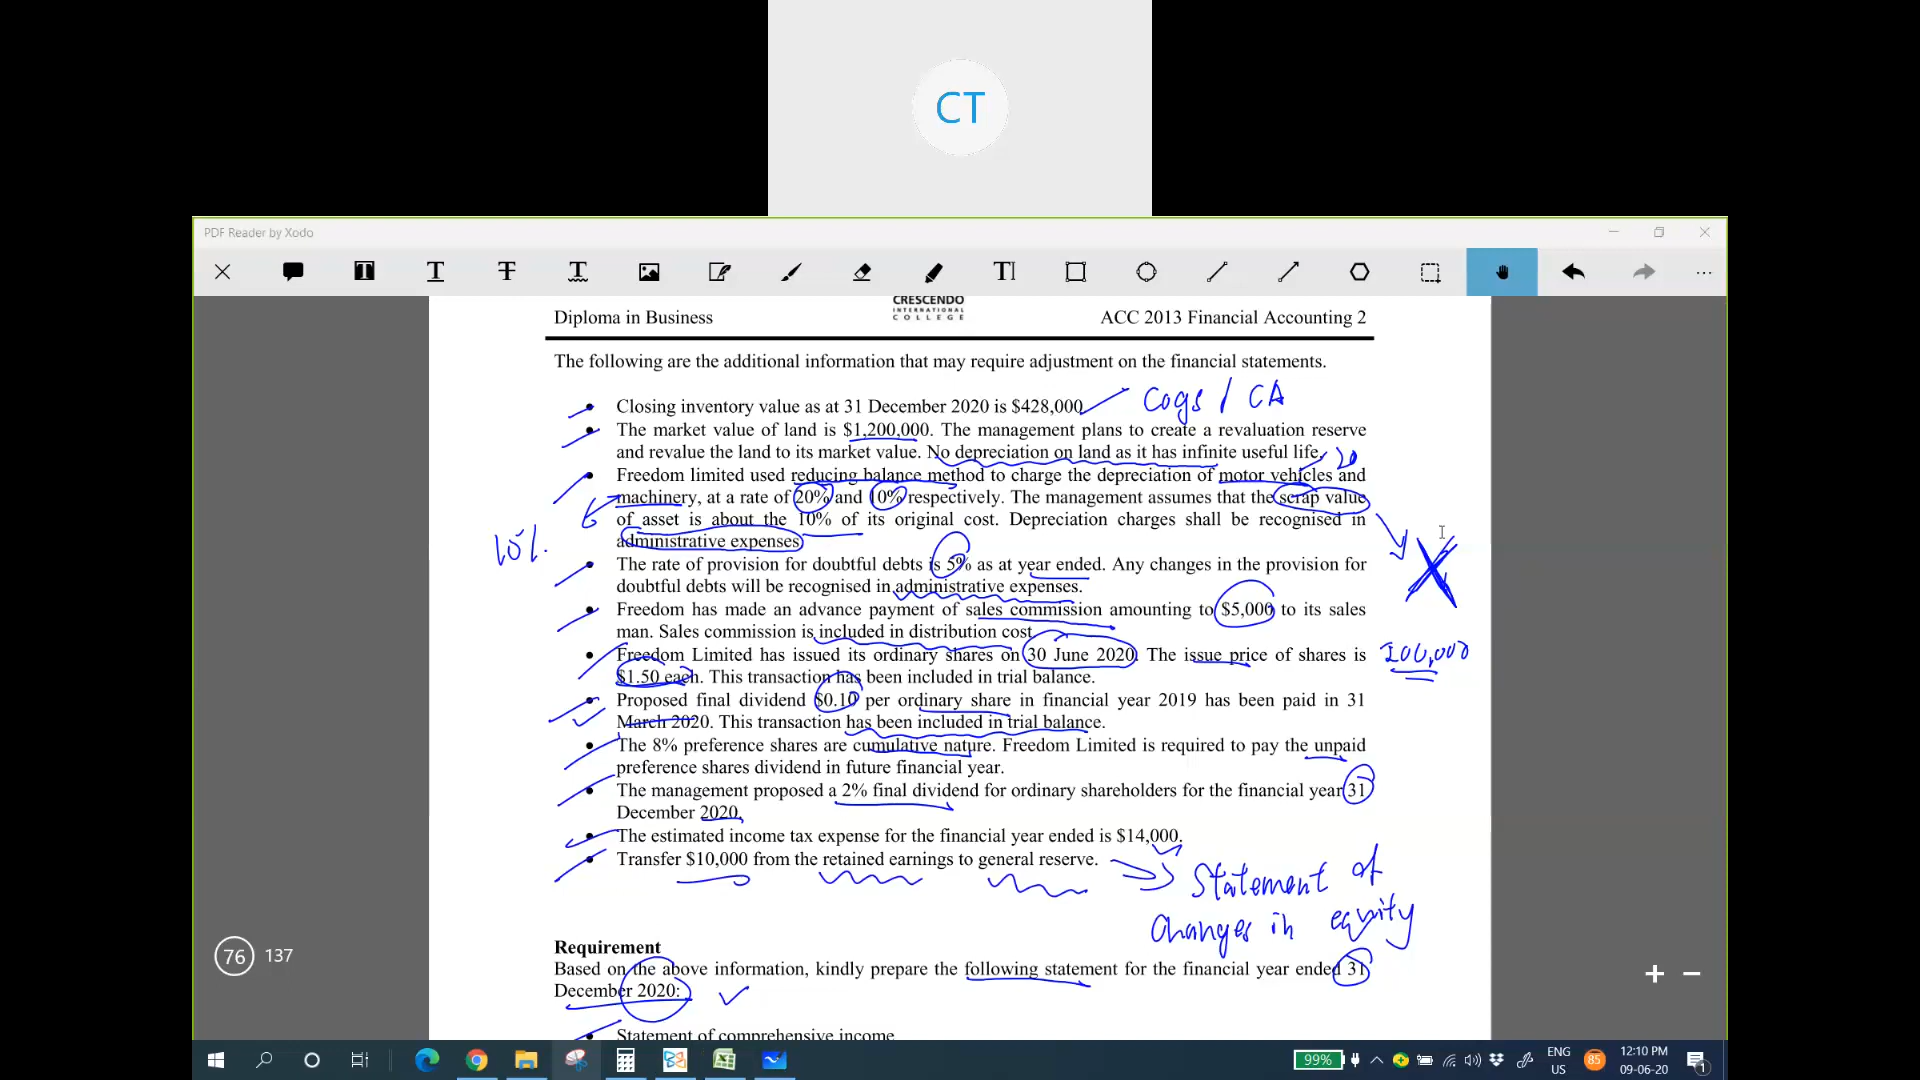 CT
PDF Reader by Xodo
CRESCENDO
INTERNATIONAL
COLLEGE
Diploma in Business ACC 2013 Financial Accounting 2
The following are the additional information that may require adjustment on the financial statements.
• Closing inventory value as at 31 December 2020 is $428,000 Cogs / CA
• The market value of land is $1,200,000. The management plans to create a revaluation reserve
and revalue the land to its market value. No depreciation on land as it has infinite useful life.
• Freedom limited used reducing balance method to charge the depreciation of motor vehicles and
machinery, at a rate of 20% and 10% respectively. The management assumes that the scrap value
of asset is about the 10% of its original cost. Depreciation charges shall be recognised in
10%.
administrative expenses
• The rate of provision for doubtful debts is 5% as at year ended. Any changes in the provision for
doubtful debts will be recognised in administrative expenses.
• Freedom has made an advance payment of sales commission amounting to $5,000 to its sales
man. Sales commission is included in distribution cost.
• Freedom Limited has issued its ordinary shares on 30 June 2020. The issue price of shares is
200,000
$1.50 each. This transaction has been included in trial balance.
• Proposed final dividend $0.10 per ordinary share in financial year 2019 has been paid in 31
March 2020. This transaction has been included in trial balance.
• The 8% preference shares are cumulative nature. Freedom Limited is required to pay the unpaid
preference shares dividend in future financial year.
• The management proposed a 2% final dividend for ordinary shareholders for the financial year 31
December 2020.
• The estimated income tax expense for the financial year ended is $14,000.
• Transfer $10,000 from the retained earnings to general reserve.
Statement of
Changes in equity
Requirement
Based on the above information, kindly prepare the following statement for the financial year ended 31
December 2020:
• Statement of comprehensive income
76 137
99%
ENG
US
85
12:10 PM
09-06-20
1